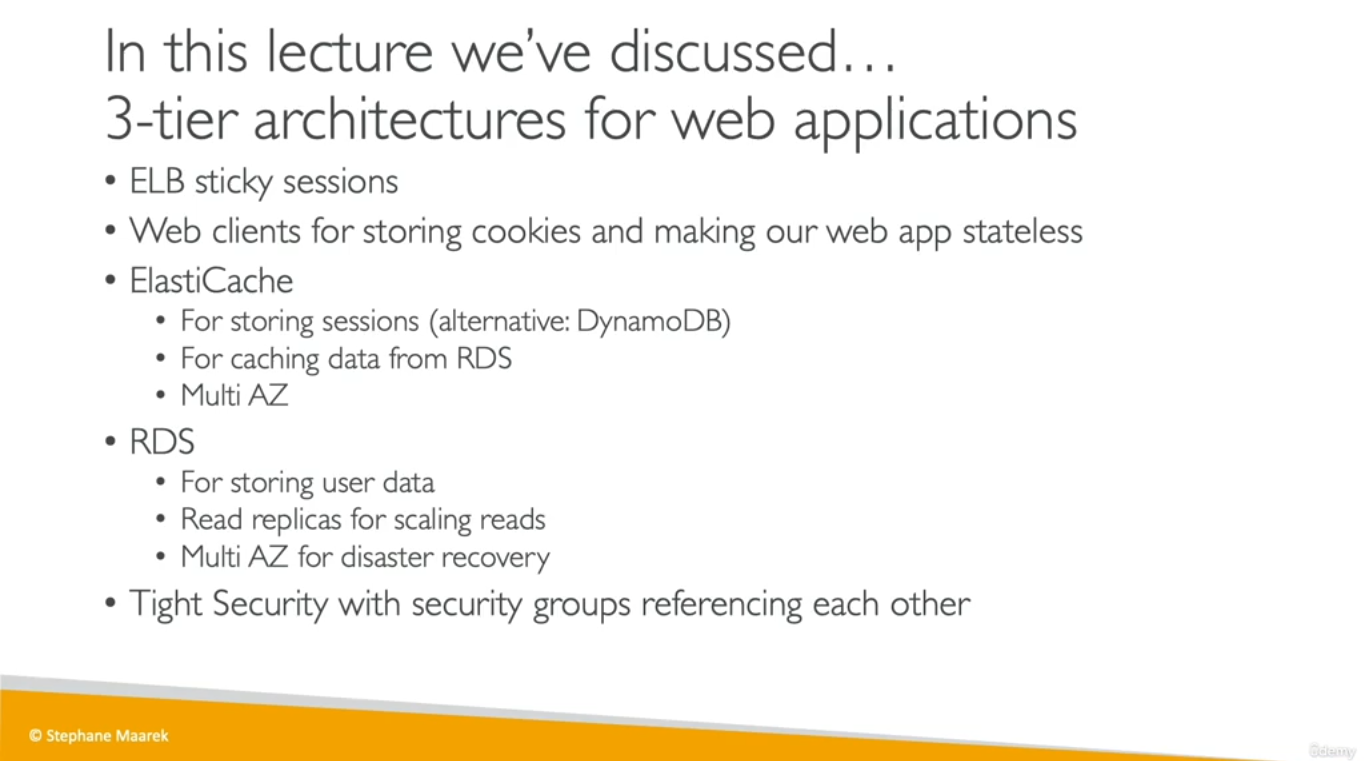 In this lecture we've discussed…
3-tier architectures for web applications
• ELB sticky sessions
• Web clients for storing cookies and making our web app stateless
• ElastiCache
• For storing sessions (alternative: DynamoDB)
• For caching data from RDS
• Multi AZ
• RDS
• For storing user data
• Read replicas for scaling reads
• Multi AZ for disaster recovery
• Tight Security with security groups referencing each other
© Stephane Maarek
ûdemy